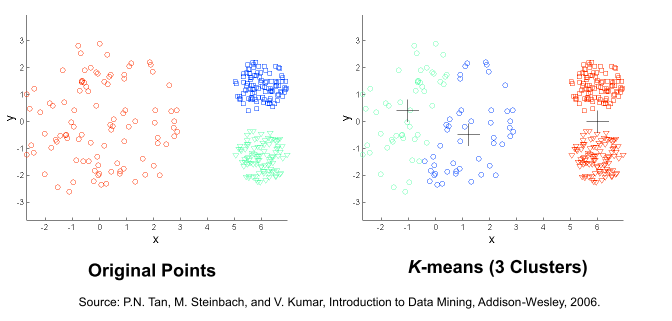 3
2
1
0
-1
-2
-3
y
-2 -1 0 1 2 3 4 5 6
x
3
2
1
0
-1
-2
-3
y
-2 -1 0 1 2 3 4 5 6
x
Original Points
K-means (3 Clusters)
Source: P.N. Tan, M. Steinbach, and V. Kumar, Introduction to Data Mining, Addison-Wesley, 2006.